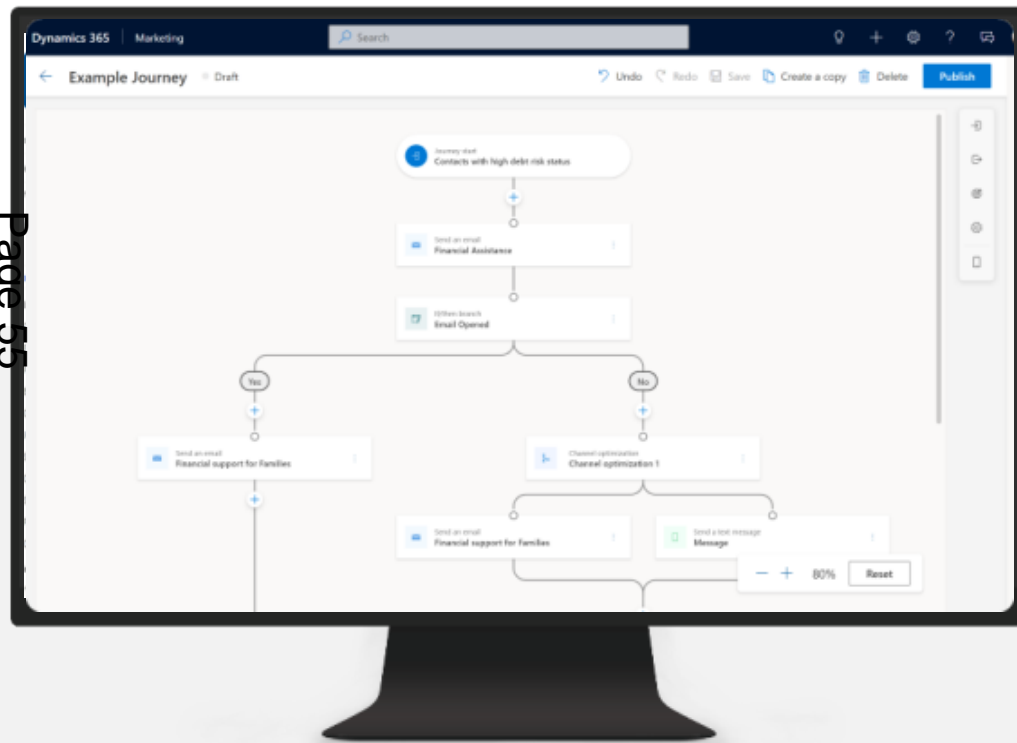 Dynamics 365 Marketing Search
Example Journey Draft Undo Redo Save Create a copy Delete Publish
Journey start
Contacts with high debt risk status
Send an email
Financial Assistance
If/then branch
Email Opened
Yes No
Send an email
Financial support for Families
Channel optimization
Channel optimization 1
Send an email
Financial support for Families
Send a text message
Message
80% Reset
Page 55